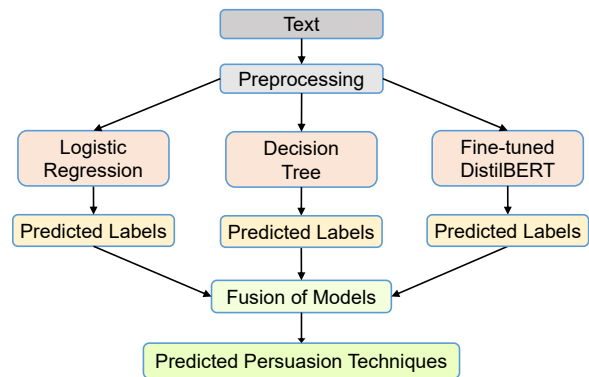 Text
Preprocessing
Logistic
Regression
Decision
Tree
Fine-tuned
DistilBERT
Predicted Labels
Predicted Labels
Predicted Labels
Fusion of Models
Predicted Persuasion Techniques